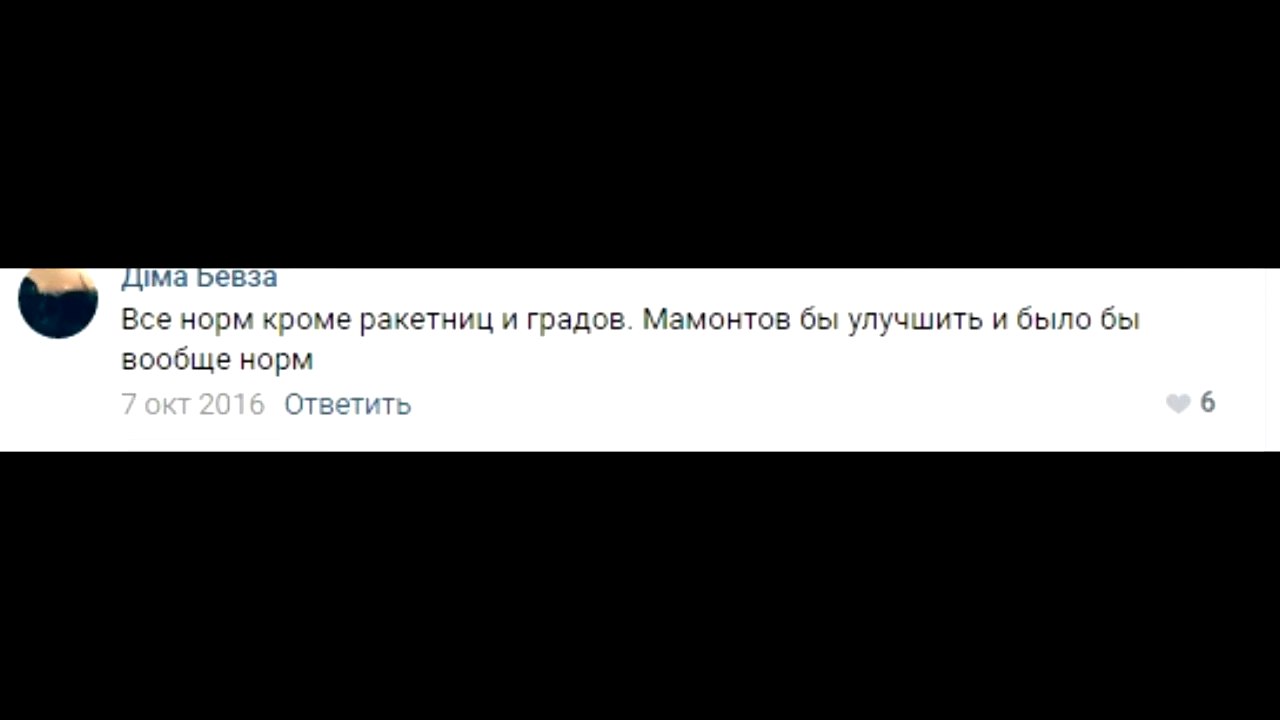 Діма Бевза
Все норм кроме ракетниц и градов. Мамонтов бы улучшить и было бы
вообще норм
7 окт 2016 Ответить
6